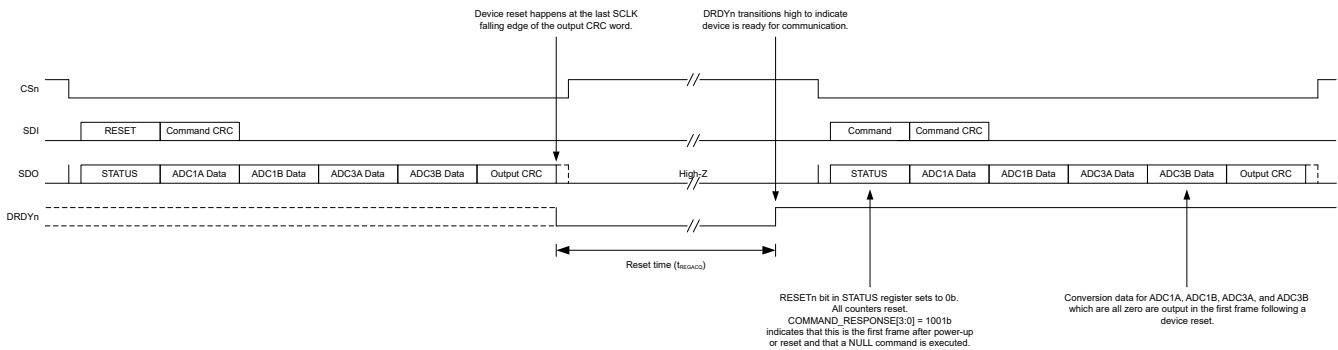 Device reset happens at the last SCLK
falling edge of the output CRC word.
DRDYn transitions high to indicate
device is ready for communication.
CSn
SDI
RESET
Command CRC
Command
Command CRC
SDO
STATUS
ADC1A Data
ADC1B Data
ADC3A Data
ADC3B Data
Output CRC
High-Z
STATUS
ADC1A Data
ADC1B Data
ADC3A Data
ADC3B Data
Output CRC
DRDYn
Reset time (tREGACQ)
RESETn bit in STATUS register sets to 0b.
All counters reset.
COMMAND_RESPONSE[3:0] = 1001b
indicates that this is the first frame after power-up
or reset and that a NULL command is executed.
Conversion data for ADC1A, ADC1B, ADC3A, and ADC3B
which are all zero are output in the first frame following a
device reset.